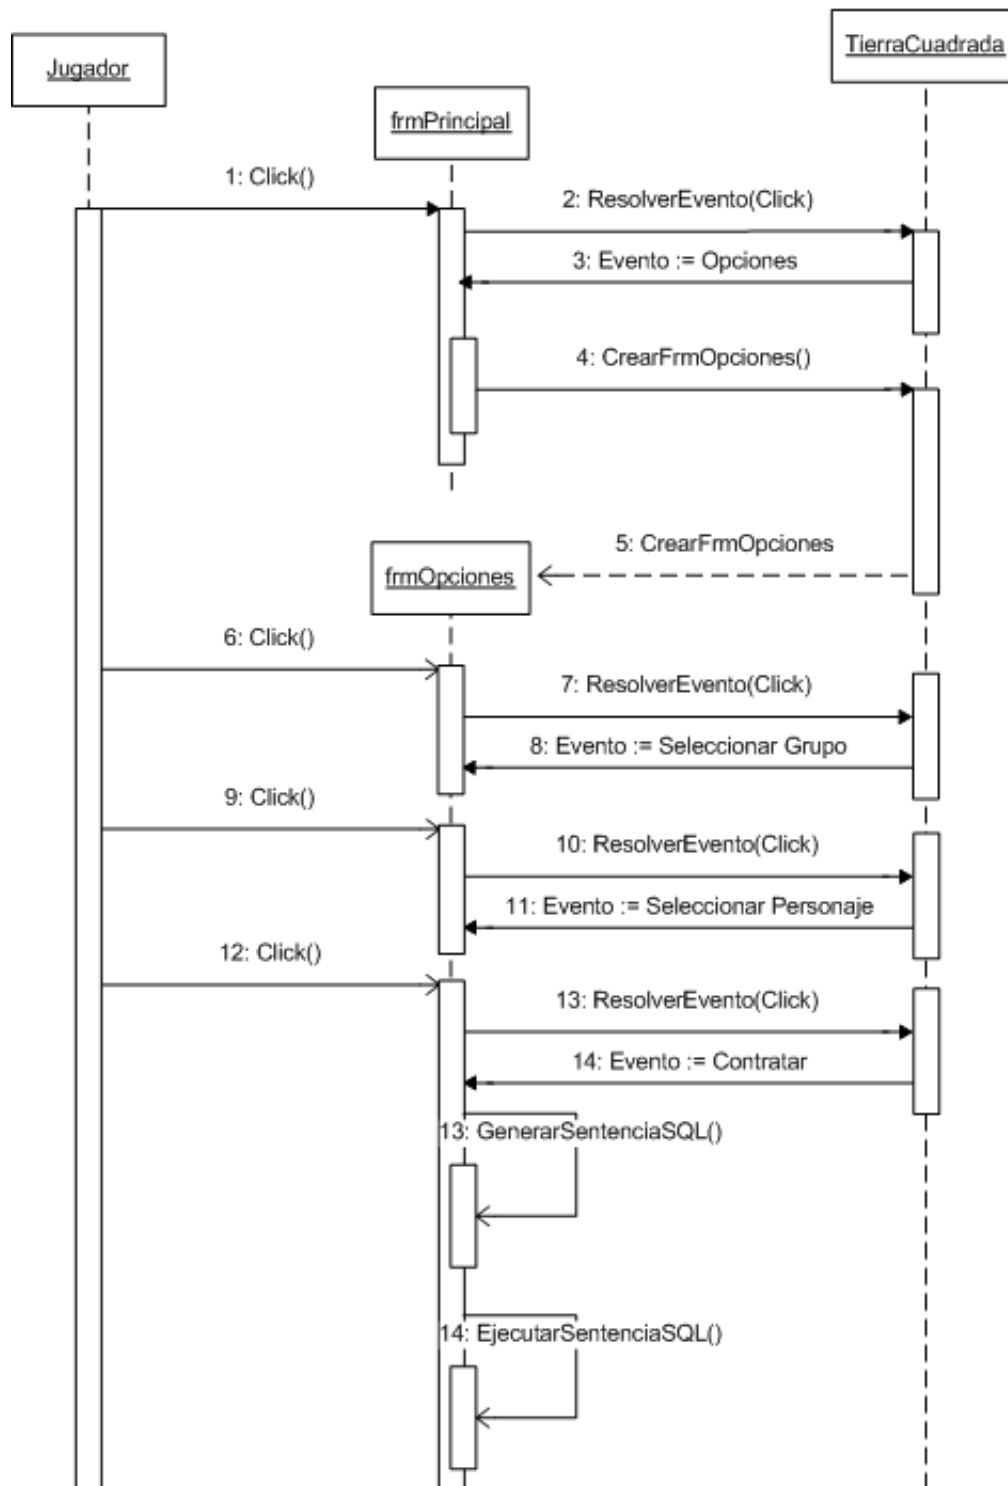 TierraCuadrada
Jugador
frmPrincipal
1: Click()
2: ResolverEvento(Click)
3: Evento := Opciones
4: CrearFrmOpciones()
5: CrearFrmOpciones
frmOpciones
6: Click()
7: ResolverEvento(Click)
8: Evento := Seleccionar Grupo
9: Click()
10: ResolverEvento(Click)
11: Evento := Seleccionar Personaje
12: Click()
13: ResolverEvento(Click)
14: Evento := Contratar
13: GenerarSentenciaSQL()
14: EjecutarSentenciaSQL()